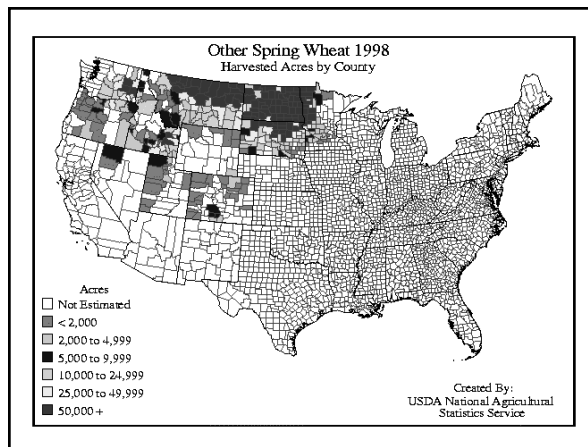 Other Spring Wheat 1998
Harvested Acres by County
Acres
Not Estimated
< 2,000
2,000 to 4,999
5,000 to 9,999
10,000 to 24,999
25,000 to 49,999
50,000 +
Created By:
USDA National Agricultural
Statistics Service